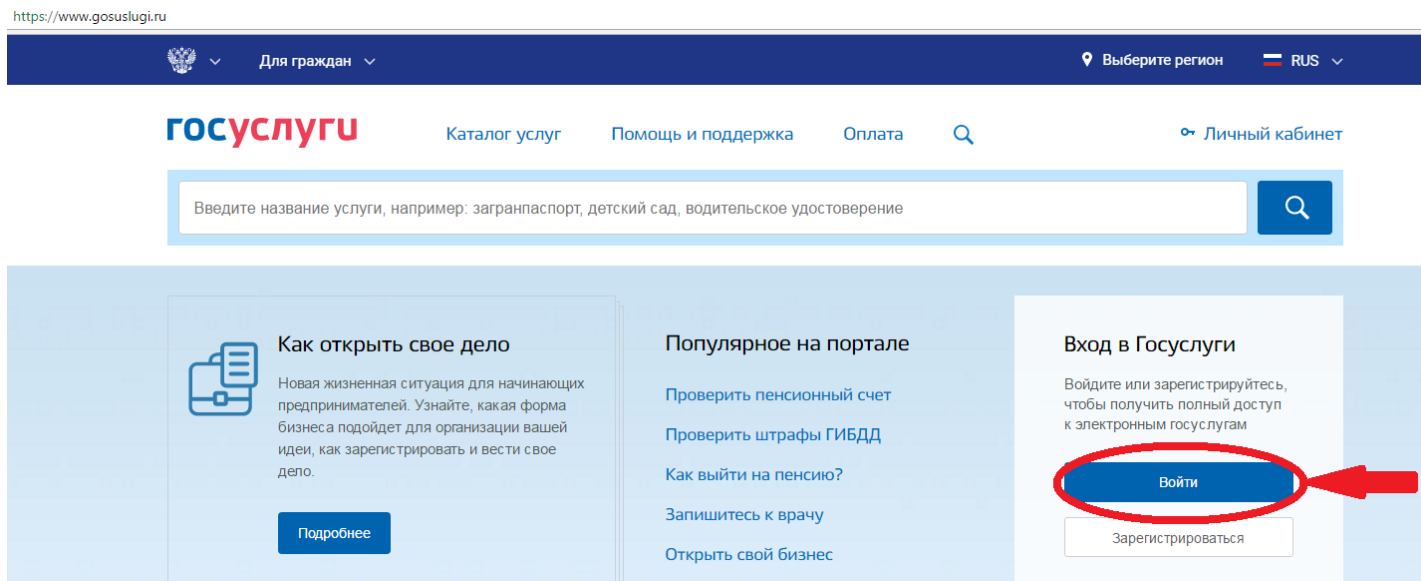 https://www.gosuslugi.ru
Для граждан
Выберите регион
RUS
госуслуги
Каталог услуг
Помощь и поддержка
Оплата
Личный кабинет
Введите название услуги, например: загранпаспорт, детский сад, водительское удостоверение
Как открыть свое дело
Новая жизненная ситуация для начинающих
предпринимателей. Узнайте, какая форма
бизнеса подойдет для организации вашей
идеи, как зарегистрировать и вести свое
дело.
Подробнее
Популярное на портале
Проверить пенсионный счет
Проверить штрафы ГИБДД
Как выйти на пенсию?
Запишитесь к врачу
Открыть свой бизнес
Вход в Госуслуги
Войдите или зарегистрируйтесь,
чтобы получить полный доступ
к электронным госуслугам
Войти
Зарегистрироваться